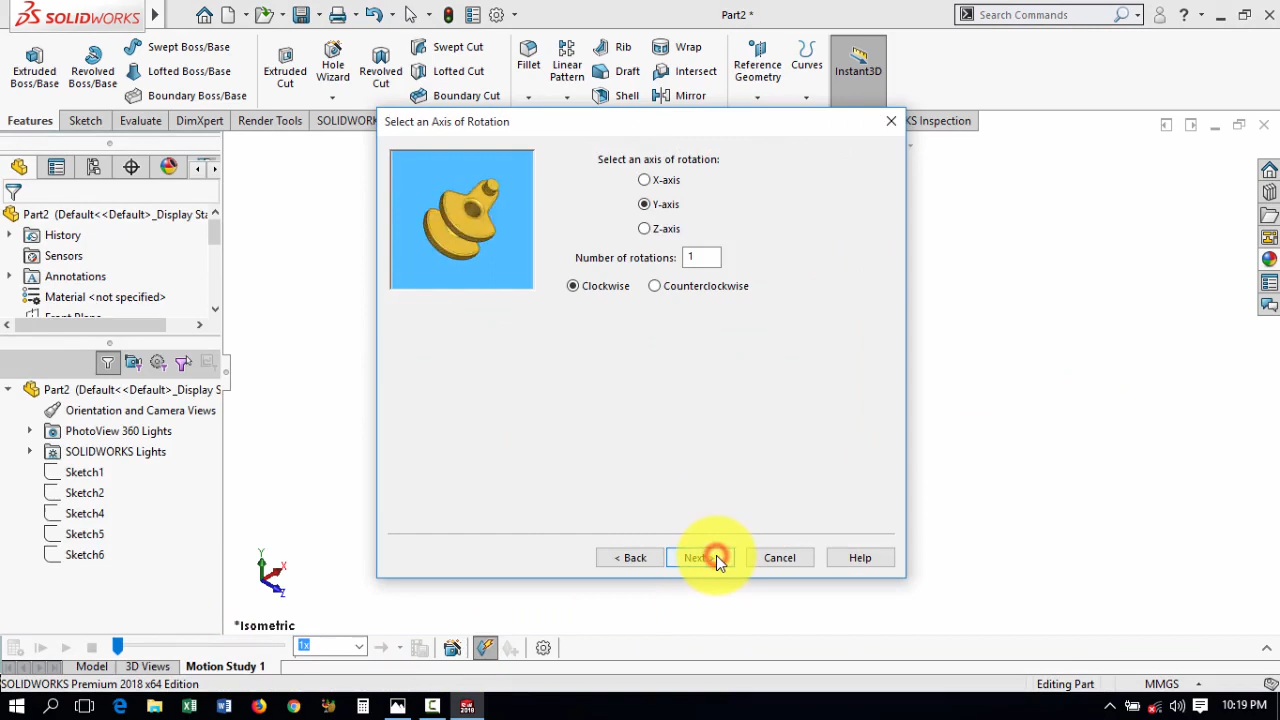 SOLIDWORKS
Part2 *
Search Commands
Extruded Boss/Base
Revolved Boss/Base
Swept Boss/Base
Lofted Boss/Base
Boundary Boss/Base
Extruded Cut
Hole Wizard
Revolved Cut
Swept Cut
Lofted Cut
Boundary Cut
Fillet
Linear Pattern
Rib
Draft
Shell
Wrap
Intersect
Mirror
Reference Geometry
Curves
Instant3D
Features
Sketch
Evaluate
DimXpert
Render Tools
SOLIDWOR
KS Inspection
Select an Axis of Rotation
Select an axis of rotation:
X-axis
Y-axis
Z-axis
Number of rotations:
1
Clockwise
Counterclockwise
< Back
Next
Cancel
Help
Part2 (Default<<Default>_Display Sta
History
Sensors
Annotations
Material <not specified>
Front Plane
Part2 (Default<<Default>_Display S
Orientation and Camera Views
PhotoView 360 Lights
SOLIDWORKS Lights
Sketch1
Sketch2
Sketch4
Sketch5
Sketch6
Y
X
Z
*Isometric
1x
Model
3D Views
Motion Study 1
SOLIDWORKS Premium 2018 x64 Edition
Editing Part
MMGS
10:19 PM